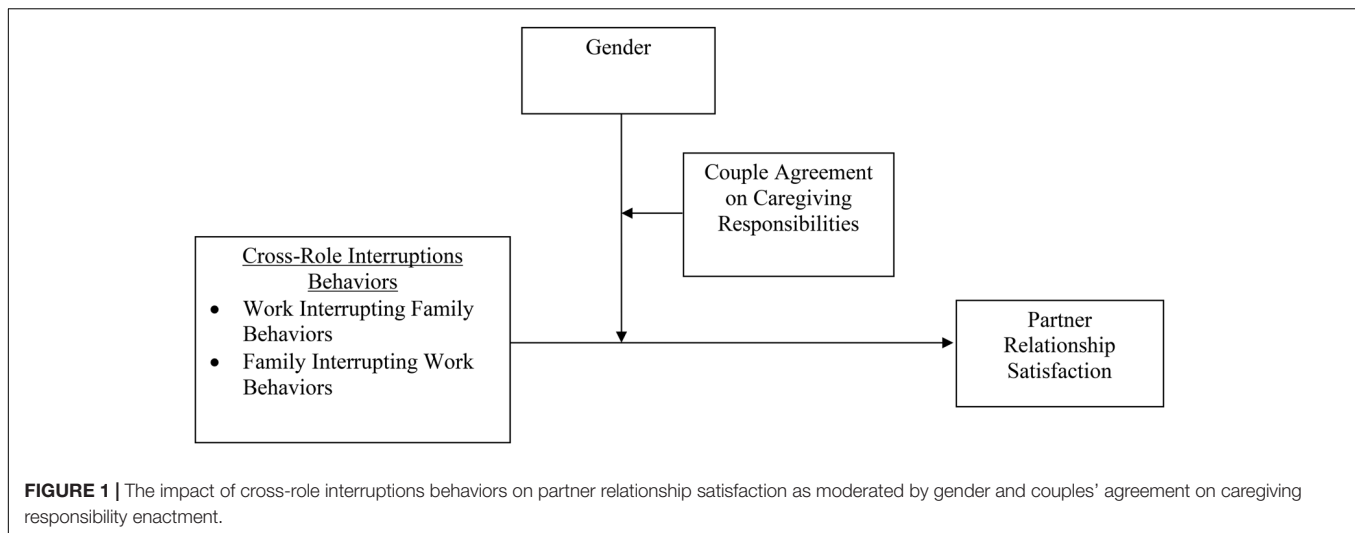 Gender
Couple Agreement
on Caregiving
Responsibilities
Cross-Role Interruptions
Behaviors
• Work Interrupting Family
Behaviors
• Family Interrupting Work
Behaviors
Partner
Relationship
Satisfaction
FIGURE 1 | The impact of cross-role interruptions behaviors on partner relationship satisfaction as moderated by gender and couples’ agreement on caregiving
responsibility enactment.